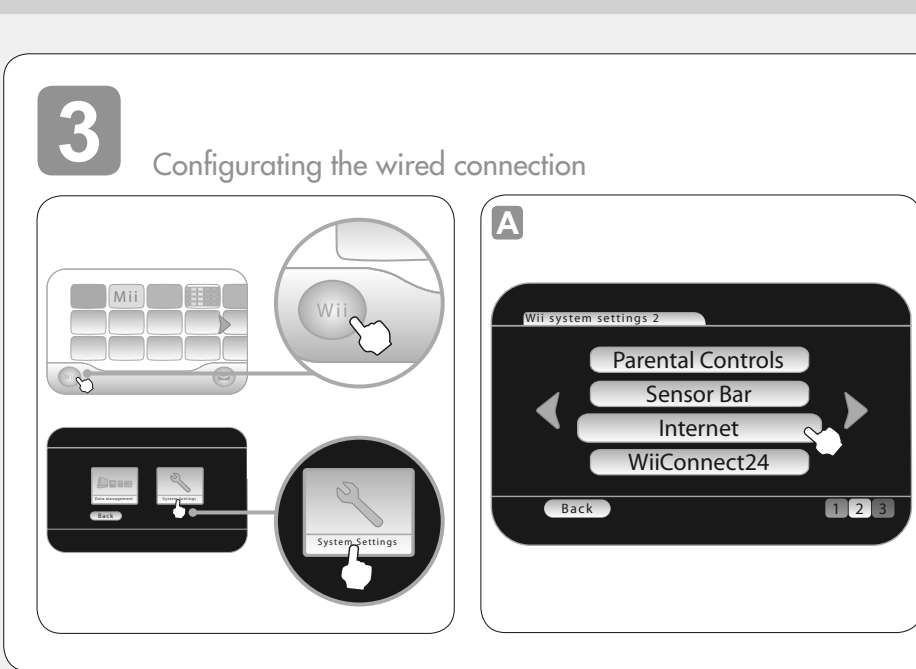 3
Configurating the wired connection
Mii
Wii
Wii
Data management
System Settings
Back
System Settings
A
Wii system settings 2
Parental Controls
Sensor Bar
Internet
WiiConnect24
Back
1 2 3